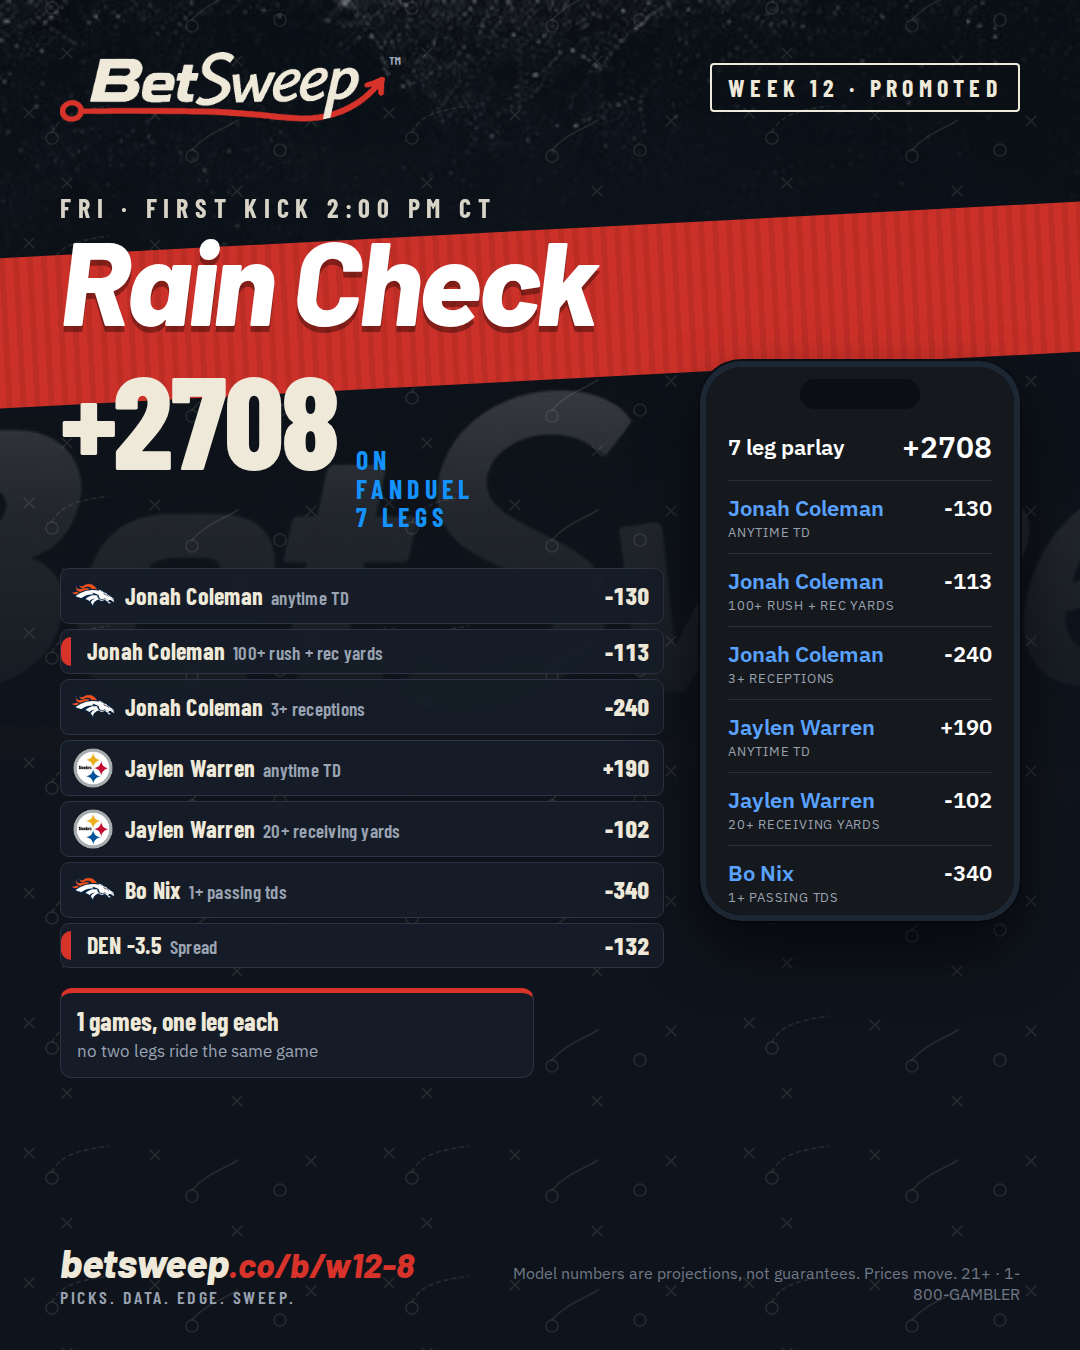 BetSweep™
WEEK 12 · PROMOTED
FRI · FIRST KICK 2:00 PM CT
Rain Check
+2708
ON
FANDUEL
7 LEGS
Jonah Coleman anytime TD -130
Jonah Coleman 100+ rush + rec yards -113
Jonah Coleman 3+ receptions -240
Steelers
Jaylen Warren anytime TD +190
Steelers
Jaylen Warren 20+ receiving yards -102
Bo Nix 1+ passing tds -340
DEN -3.5 Spread -132
7 leg parlay +2708
Jonah Coleman -130
ANYTIME TD
Jonah Coleman -113
100+ RUSH + REC YARDS
Jonah Coleman -240
3+ RECEPTIONS
Jaylen Warren +190
ANYTIME TD
Jaylen Warren -102
20+ RECEIVING YARDS
Bo Nix -340
1+ PASSING TDS
1 games, one leg each
no two legs ride the same game
betsweep.co/b/w12-8
PICKS. DATA. EDGE. SWEEP.
Model numbers are projections, not guarantees. Prices move. 21+ · 1-
800-GAMBLER
BetSwe